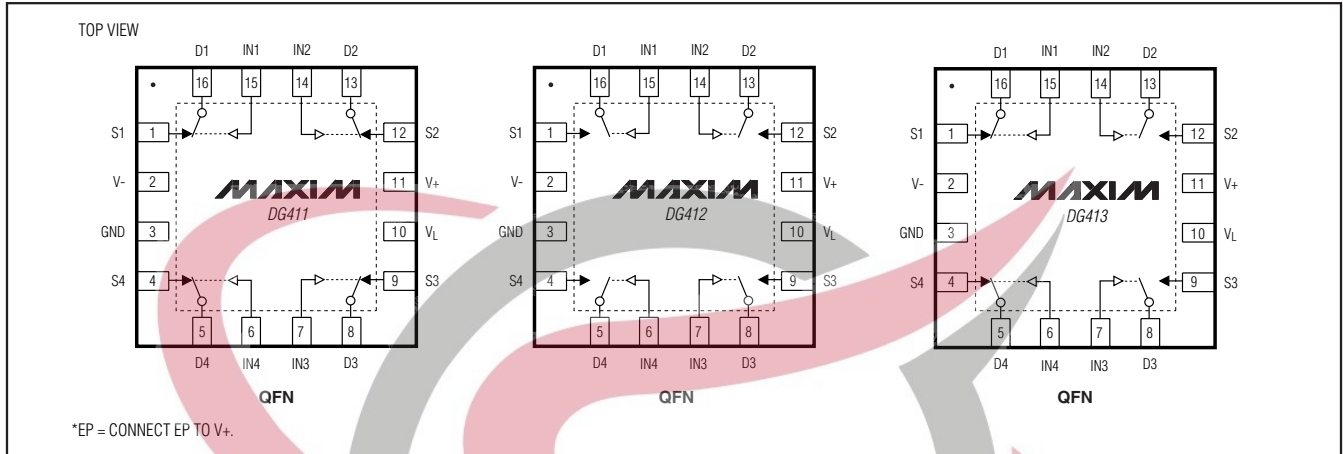 TOP VIEW
D1 IN1 IN2 D2
16 15 14 13
S1 1 12 S2
V- 2 11 V+
MAXIM
DG411
GND 3 10 VL
S4 4 9 S3
5 6 7 8
D4 IN4 IN3 D3
QFN
D1 IN1 IN2 D2
16 15 14 13
S1 1 12 S2
V- 2 11 V+
MAXIM
DG412
GND 3 10 VL
S4 4 9 S3
5 6 7 8
D4 IN4 IN3 D3
QFN
D1 IN1 IN2 D2
16 15 14 13
S1 1 12 S2
V- 2 11 V+
MAXIM
DG413
GND 3 10 VL
S4 4 9 S3
5 6 7 8
D4 IN4 IN3 D3
QFN
*EP = CONNECT EP TO V+.